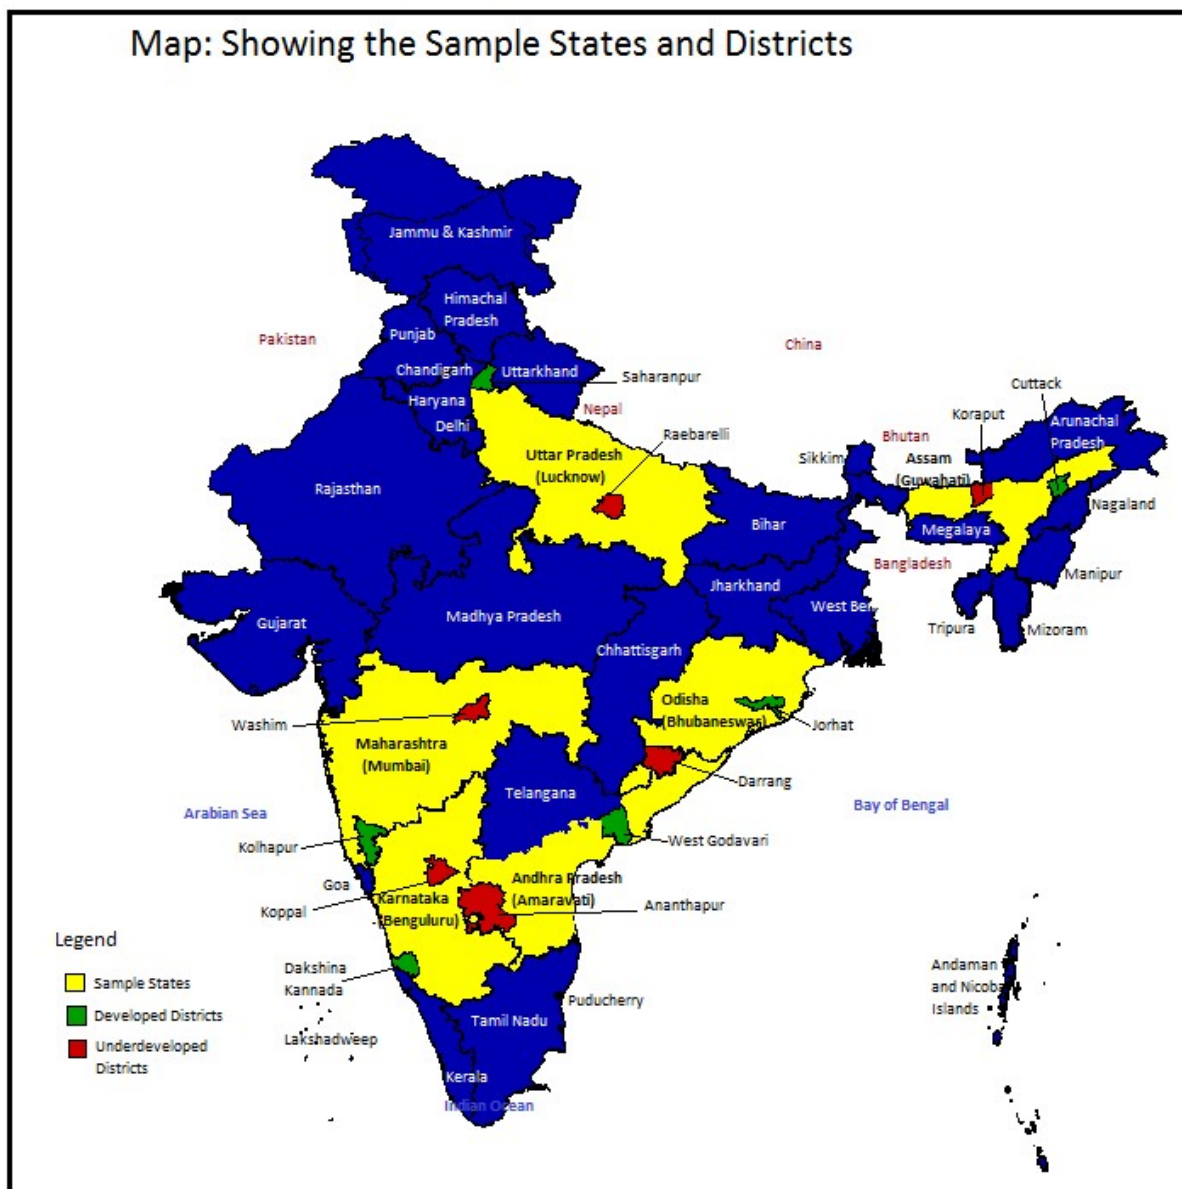 Map: Showing the Sample States and Districts
Jammu & Kashmir
Himachal
Pradesh
Punjab
Pakistan
China
Chandigarh
Uttarkhand
Saharanpur
Haryana
Delhi
Nepal
Raebarelli
Cuttack
Koraput
Arunachal
Pradesh
Bhutan
Assam
(Guwahati)
Sikkim
Uttar Pradesh
(Lucknow)
Rajasthan
Bihar
Nagaland
Megalaya
Bangladesh
Manipur
Jharkhand
West Ben
Gujarat
Madhya Pradesh
Tripura
Mizoram
Chhattisgarh
Odisha
(Bhubaneswar)
Jorhat
Washim
Maharashtra
(Mumbai)
Darrang
Telangana
Arabian Sea
Bay of Bengal
Kolhapur
West Godavari
Goa
Andhra Pradesh
(Amaravati)
Karnataka
(Benguluru)
Koppal
Ananthapur
Legend
Sample States
Developed Districts
Underdeveloped
Districts
Dakshina
Kannada
Andaman
and Nicoba
Islands
Puducherry
Tamil Nadu
Lakshadweep
Kerala
Indian Ocean